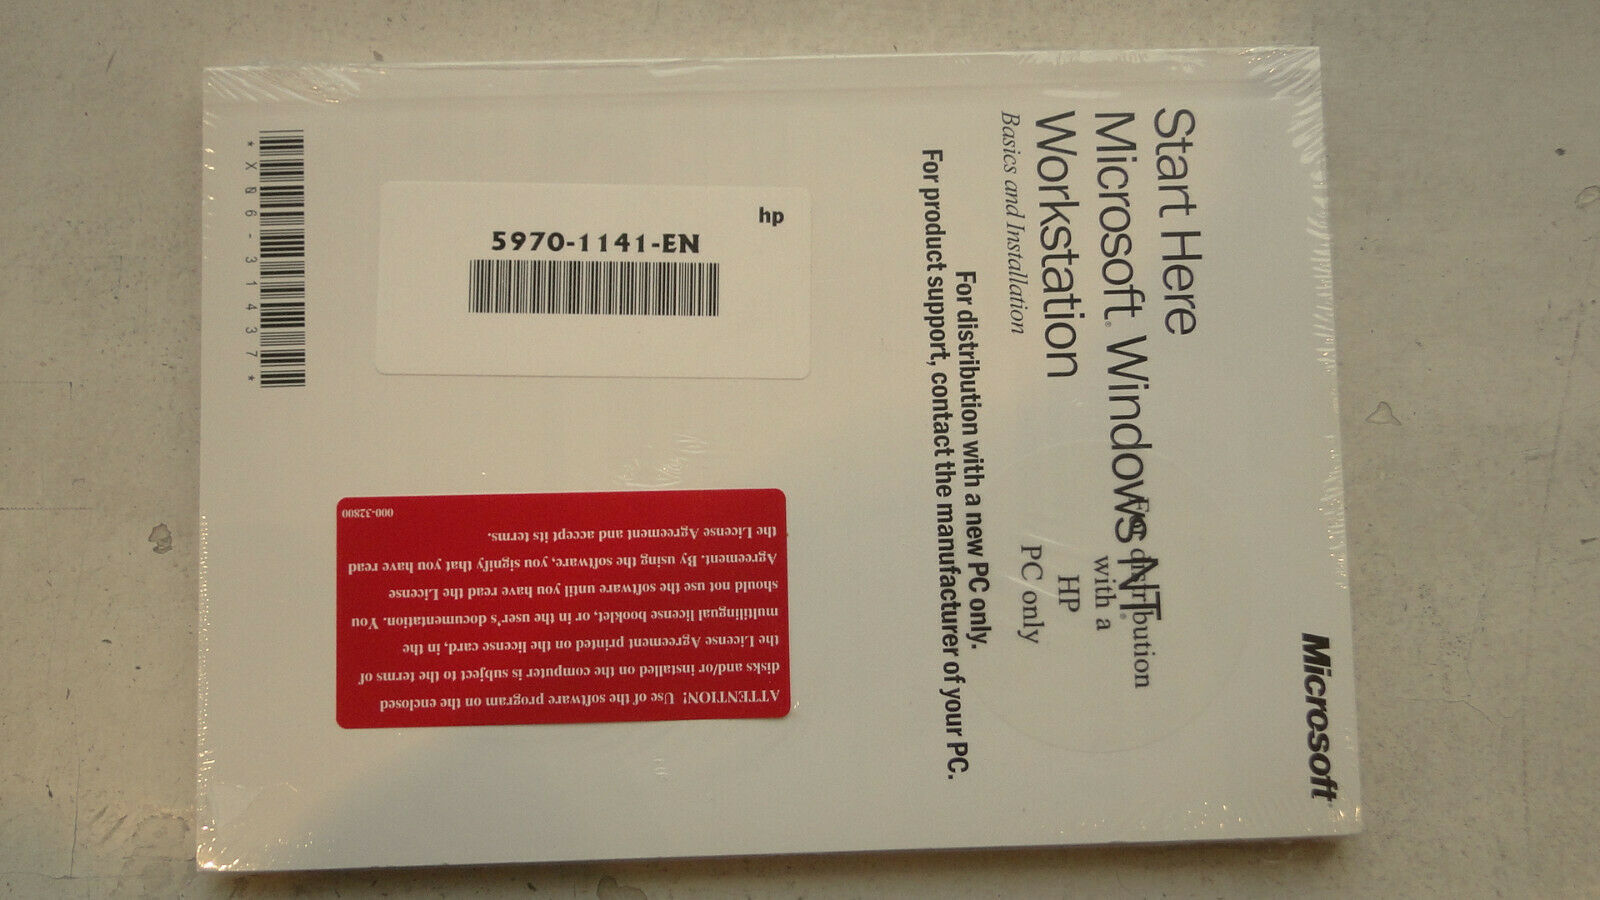 Microsoft
Start Here
Microsoft® Windows NT®
Workstation
Basics and Installation
For distribution
with a
HP
PC only
For distribution with a new PC only.
For product support, contact the manufacturer of your PC.
hp
5970-1141-EN
ATTENTION! Use of the software program on the enclosed
disks and/or installed on the computer is subject to the terms of
the License Agreement printed on the license card, in the
multilingual license booklet, or in the user's documentation. You
should not use the software until you have read the License
Agreement. By using the software, you signify that you have read
the License Agreement and accept its terms.
000-32800
*X06-31437*